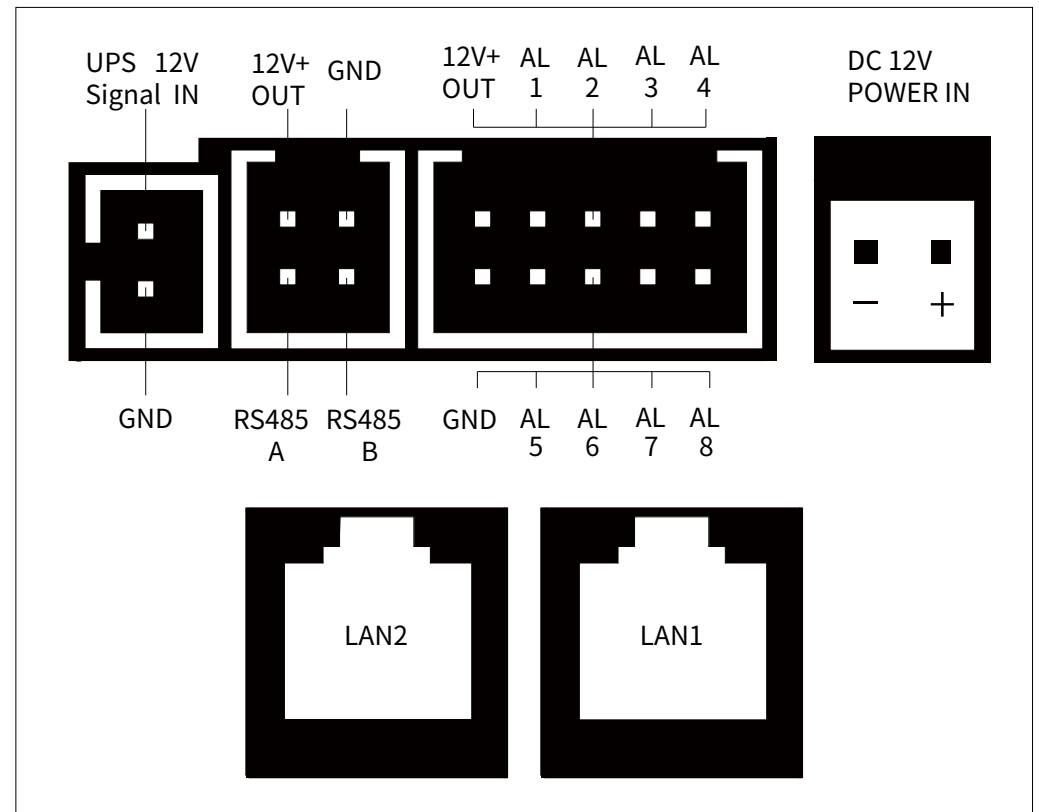 UPS 12V
Signal IN
12V+
OUT
GND
12V+
OUT
AL
1
AL
2
AL
3
AL
4
DC 12V
POWER IN
− +
GND
RS485
A
RS485
B
GND
AL
5
AL
6
AL
7
AL
8
LAN2
LAN1